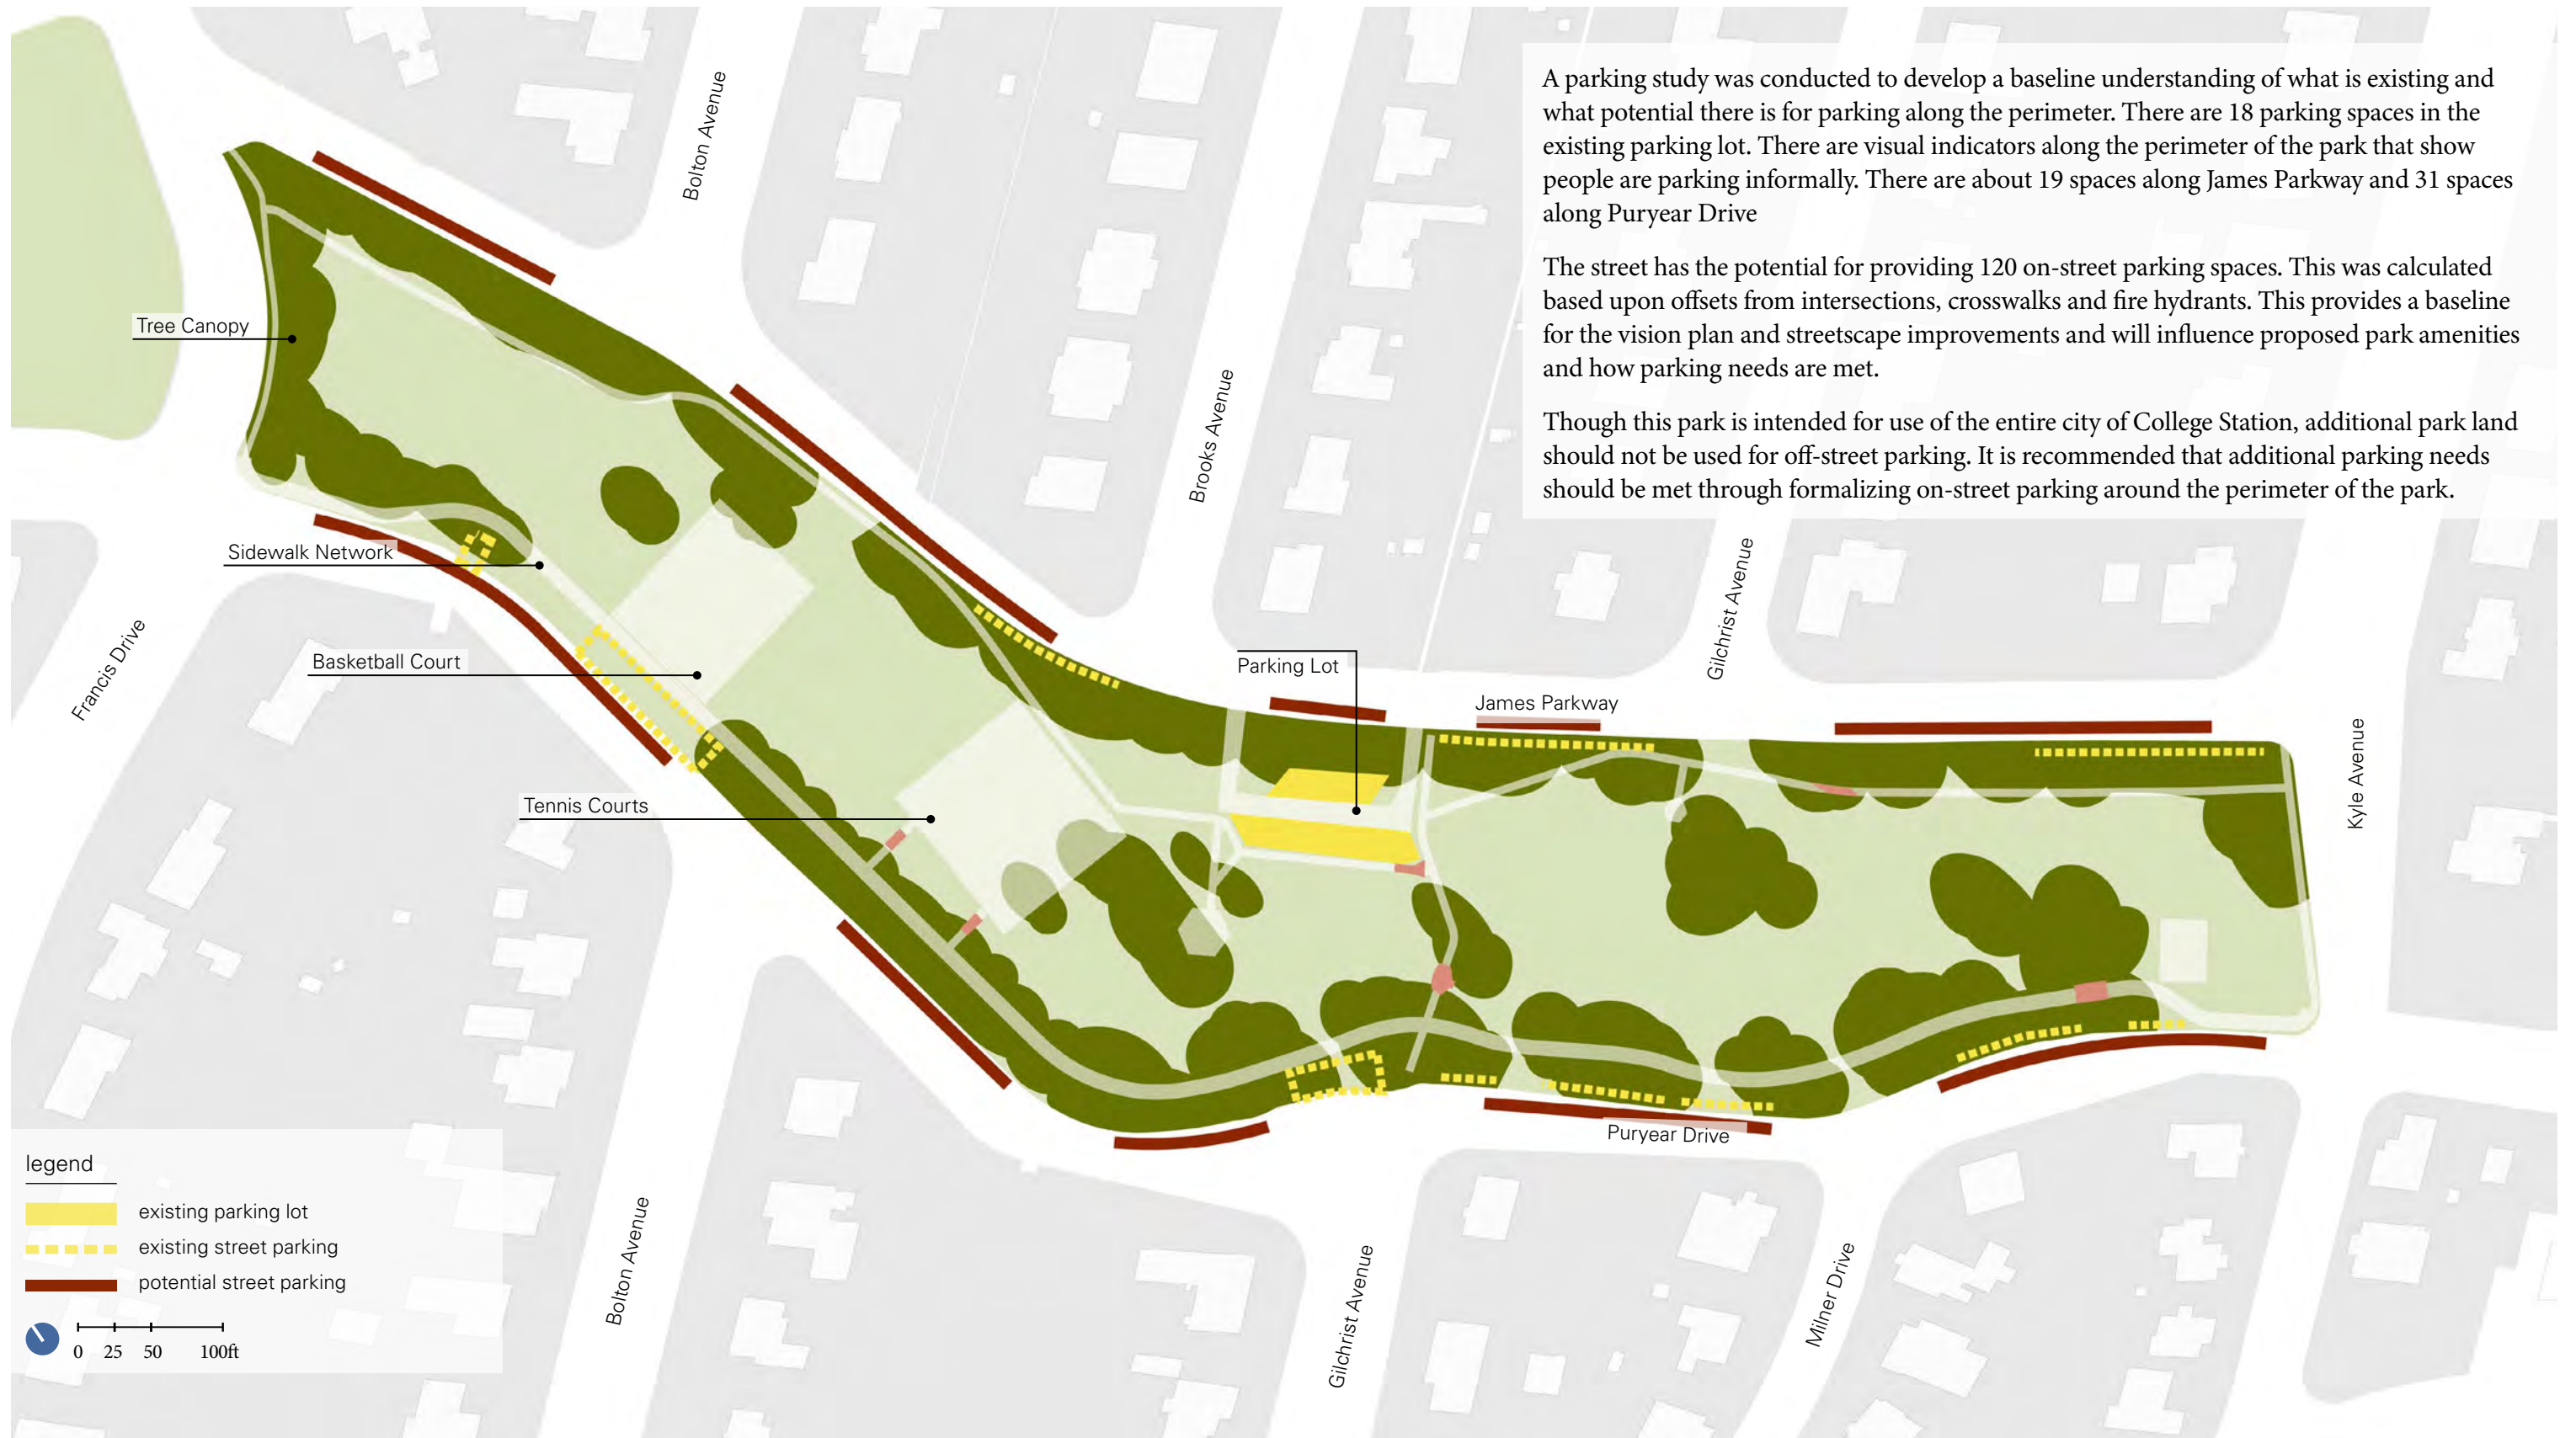 A parking study was conducted to develop a baseline understanding of what is existing and
what potential there is for parking along the perimeter. There are 18 parking spaces in the
existing parking lot. There are visual indicators along the perimeter of the park that show
people are parking informally. There are about 19 spaces along James Parkway and 31 spaces
along Puryear Drive
The street has the potential for providing 120 on-street parking spaces. This was calculated
based upon offsets from intersections, crosswalks and fire hydrants. This provides a baseline
for the vision plan and streetscape improvements and will influence proposed park amenities
and how parking needs are met.
Though this park is intended for use of the entire city of College Station, additional park land
should not be used for off-street parking. It is recommended that additional parking needs
should be met through formalizing on-street parking around the perimeter of the park.
Bolton Avenue
Tree Canopy
Brooks Avenue
Sidewalk Network
Gilchrist Avenue
Francis Drive
Basketball Court
Parking Lot
James Parkway
Kyle Avenue
Tennis Courts
Puryear Drive
Bolton Avenue
Gilchrist Avenue
Milner Drive
legend
existing parking lot
existing street parking
potential street parking
0 25 50 100ft